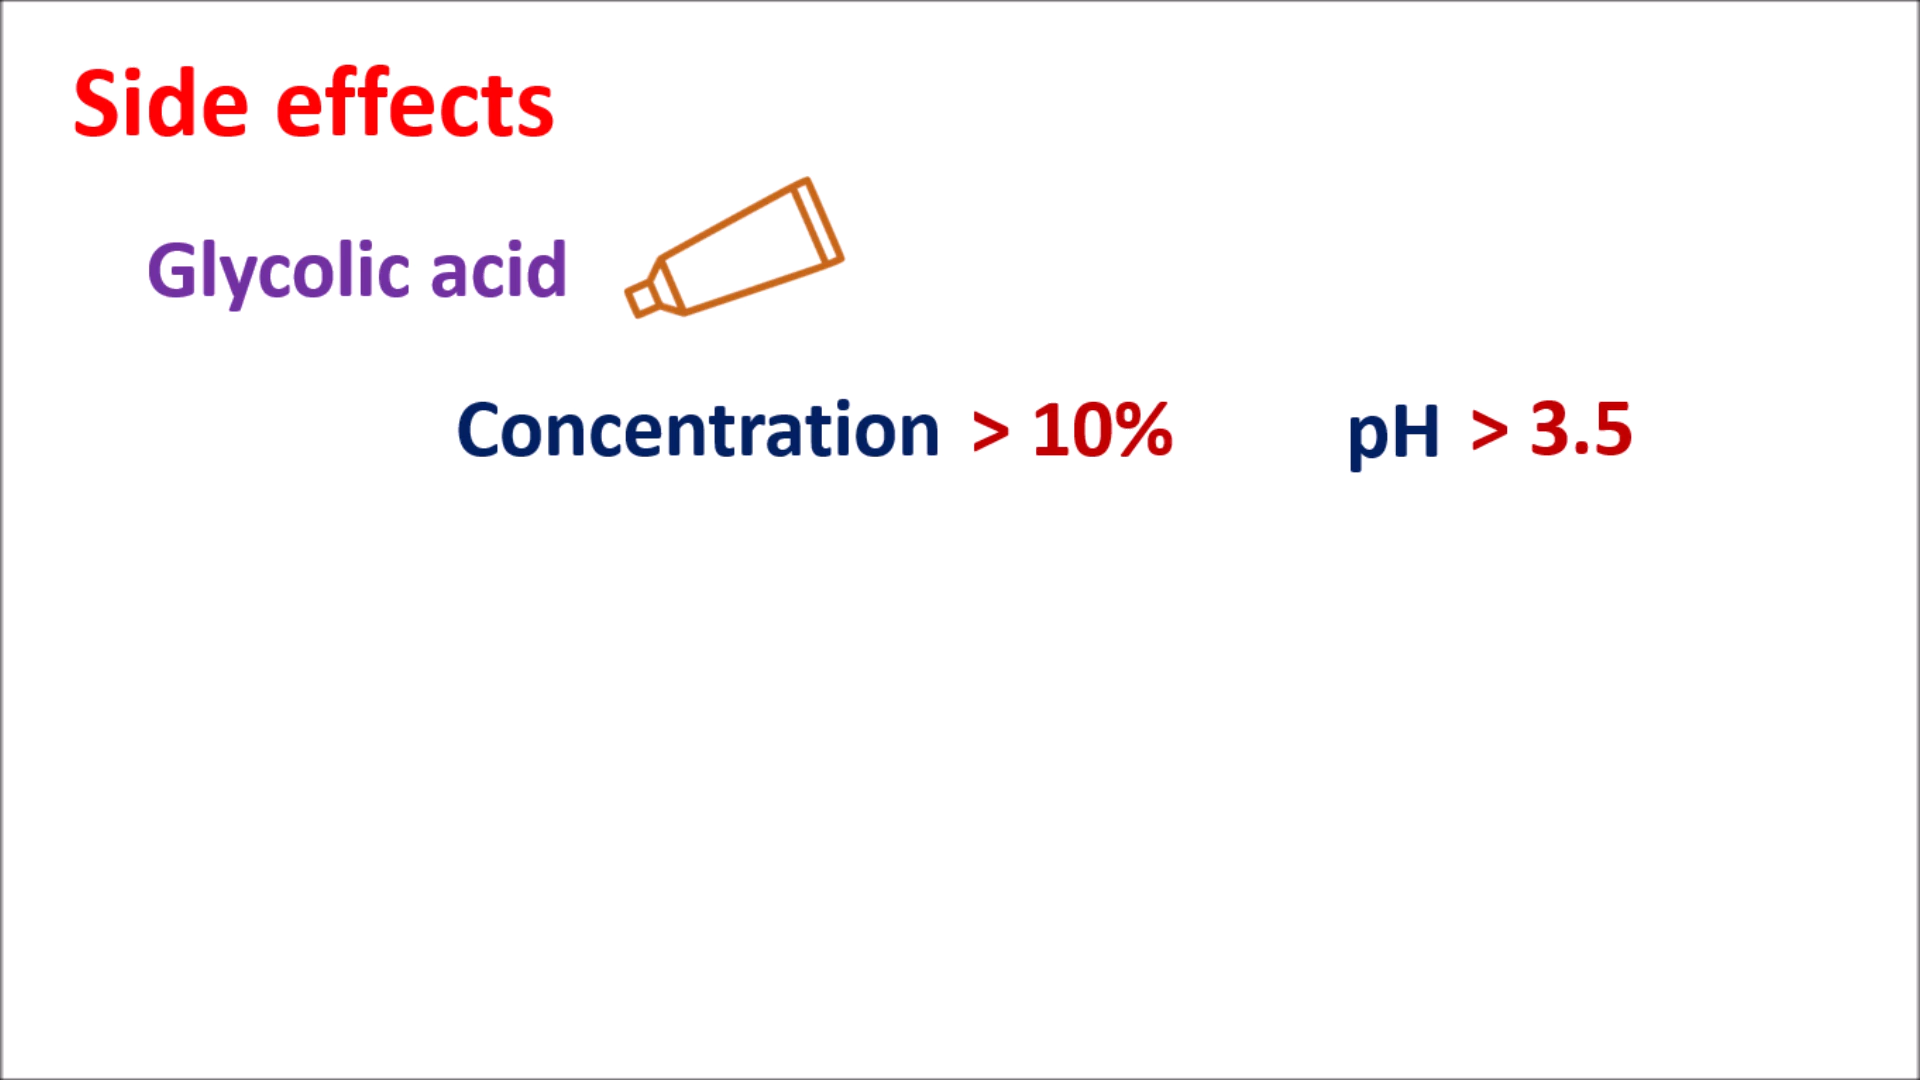 Side effects
Glycolic acid
Concentration > 10% pH > 3.5